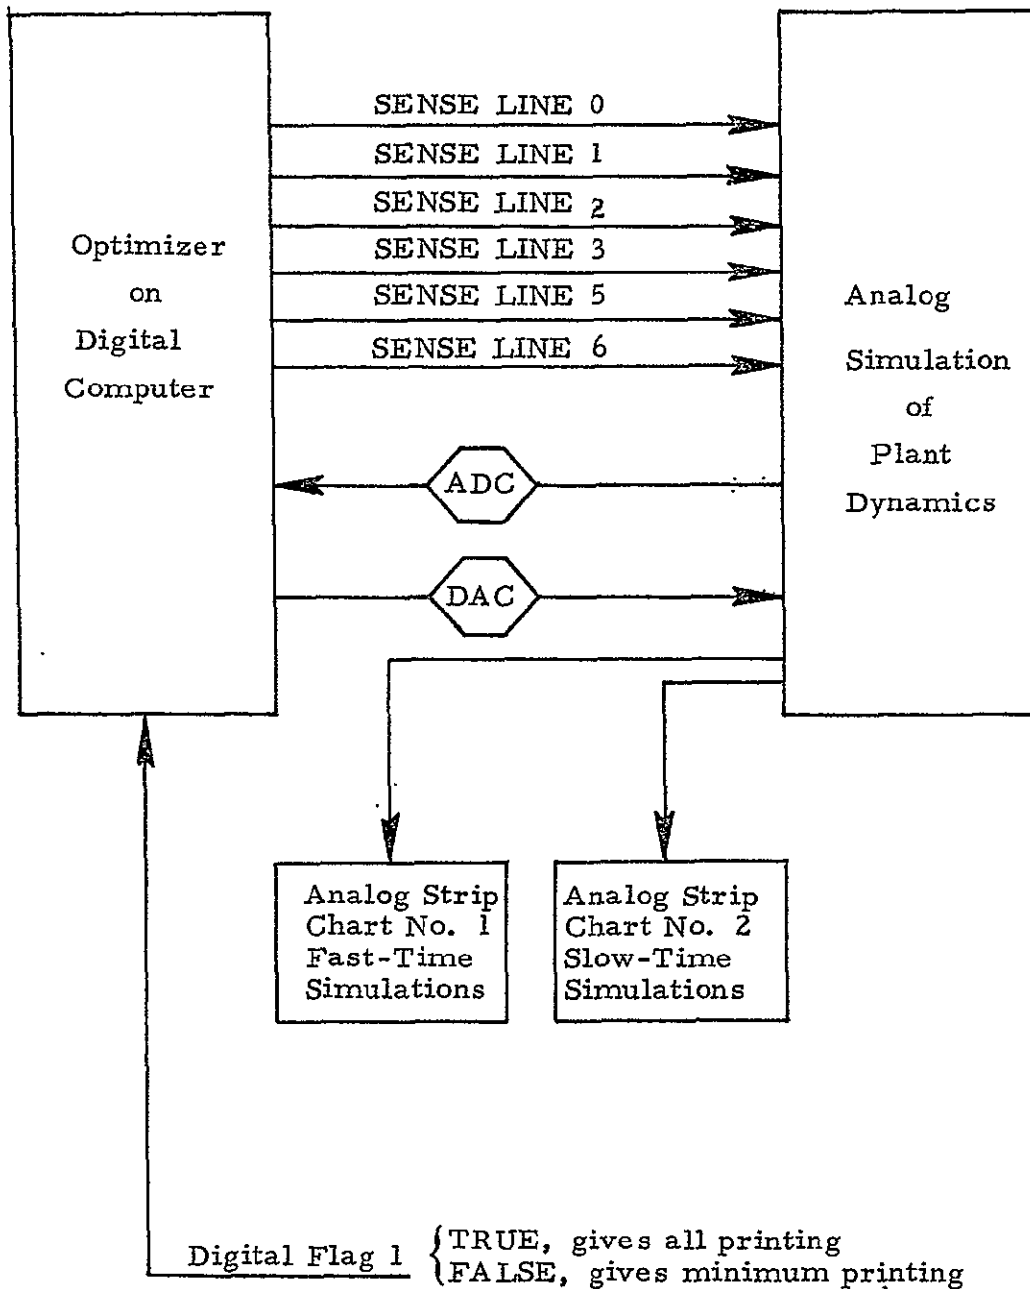 SENSE LINE 0
SENSE LINE 1
SENSE LINE 2
SENSE LINE 3
SENSE LINE 5
SENSE LINE 6
Optimizer
on
Digital
Computer
Analog
Simulation
of
Plant
Dynamics
ADC
DAC
Analog Strip
Chart No. 1
Fast-Time
Simulations
Analog Strip
Chart No. 2
Slow-Time
Simulations
Digital Flag 1
TRUE, gives all printing
FALSE, gives minimum printing